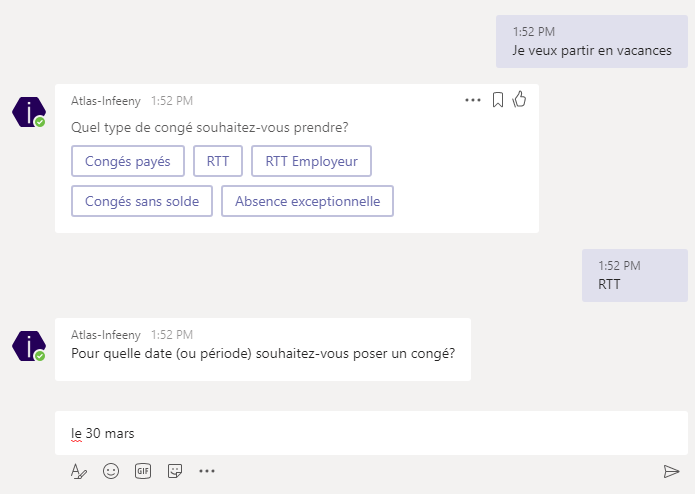 1:52 PM
Je veux partir en vacances
Atlas-Infeeny 1:52 PM
Quel type de congé souhaitez-vous prendre?
Congés payés RTT RTT Employeur
Congés sans solde Absence exceptionnelle
1:52 PM
RTT
Atlas-Infeeny 1:52 PM
Pour quelle date (ou période) souhaitez-vous poser un congé?
le 30 mars
GIF